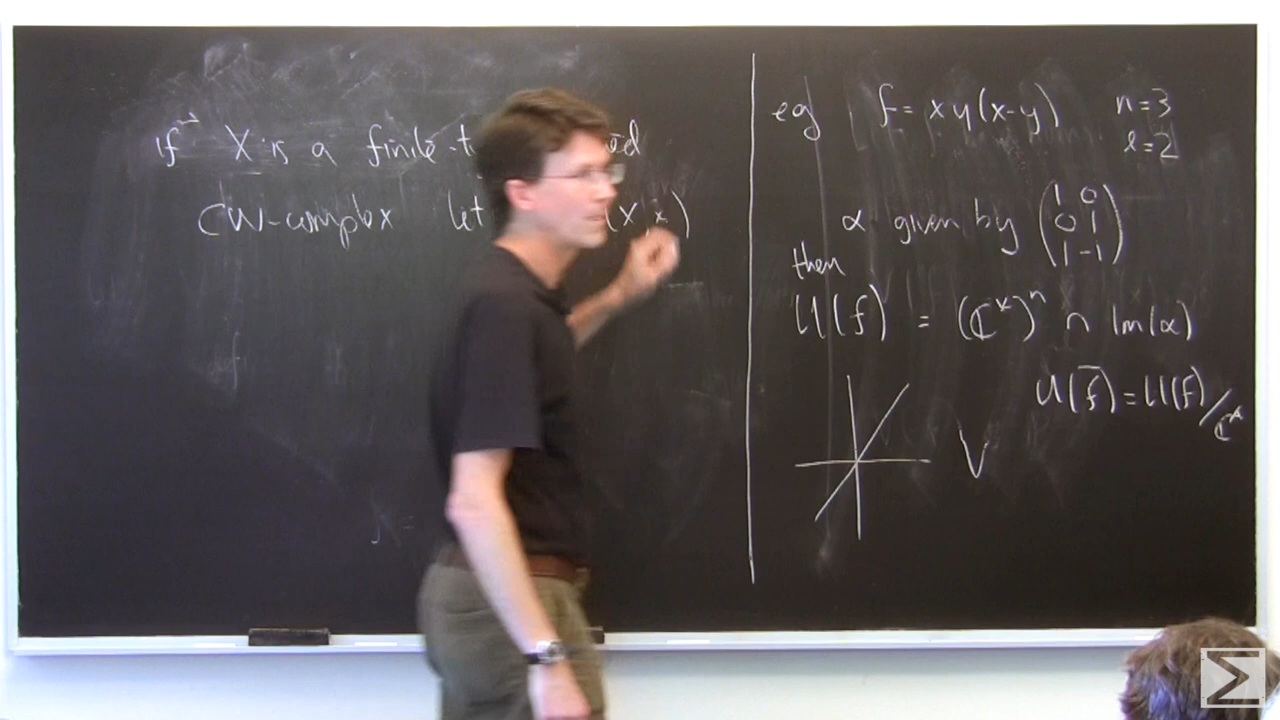 if X is a finite-t ed
CW-complex let (X, x)
eg f = xy(x-y) n=3
l=2
α given by (1 0
0 1
1 -1)
then
U(f) = (ℂ*)ⁿ ∩ Im(α)
U(f̄) = U(f)/ℂ*
V
Σ